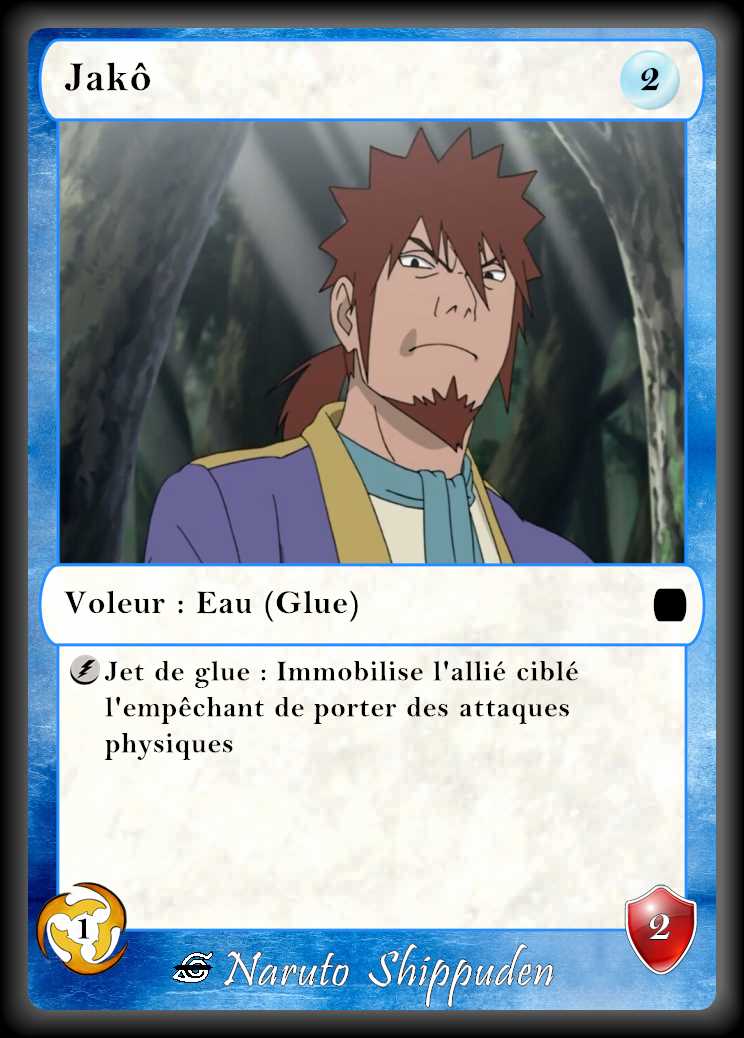 Jakô
2
Voleur : Eau (Glue)
Jet de glue : Immobilise l'allié ciblé
l'empêchant de porter des attaques
physiques
1
2
Naruto Shippuden